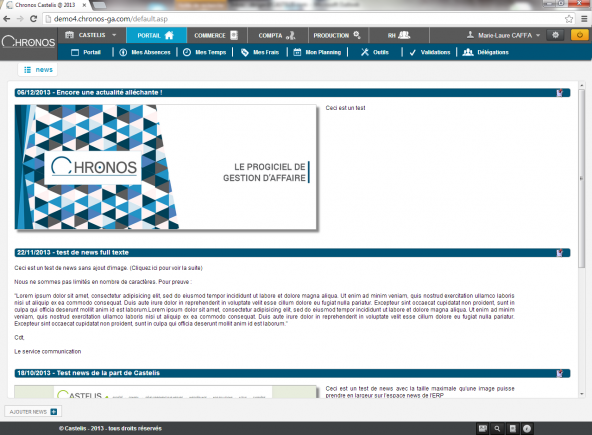 Chronos Castelis @ 2013
demo4.chronos-ga.com/default.asp
CHRONOS
CASTELIS
PORTAIL
COMMERCE
COMPTA
PRODUCTION
RH
Marie-Laure CAFFA
Portail
Mes Absences
Mes Temps
Mes Frais
Mon Planning
Outils
Validations
Délégations
news
06/12/2013 - Encore une actualité alléchante !
Ceci est un test
CHRONOS
LE PROGICIEL DE
GESTION D'AFFAIRE
22/11/2013 - test de news full texte
Ceci est un test de news sans ajout d'image. (Cliquez ici pour voir la suite)
Nous ne sommes pas limités en nombre de caractères. Pour preuve :
"Lorem ipsum dolor sit amet, consectetur adipisicing elit, sed do eiusmod tempor incididunt ut labore et dolore magna aliqua. Ut enim ad minim veniam, quis nostrud exercitation ullamco laboris
nisi ut aliquip ex ea commodo consequat. Duis aute irure dolor in reprehenderit in voluptate velit esse cillum dolore eu fugiat nulla pariatur. Excepteur sint occaecat cupidatat non proident, sunt in
culpa qui officia deserunt mollit anim id est laborum.Lorem ipsum dolor sit amet, consectetur adipisicing elit, sed do eiusmod tempor incididunt ut labore et dolore magna aliqua. Ut enim ad minim
veniam, quis nostrud exercitation ullamco laboris nisi ut aliquip ex ea commodo consequat. Duis aute irure dolor in reprehenderit in voluptate velit esse cillum dolore eu fugiat nulla pariatur.
Excepteur sint occaecat cupidatat non proident, sunt in culpa qui officia deserunt mollit anim id est laborum."
Cdt.
Le service communication
18/10/2013 - Test news de la part de Castelis
CASTELIS
Ceci est un test de news avec la taille maximale qu'une image puisse
prendre en largeur sur l'espace news de l'ERP
AJOUTER NEWS
© Castelis - 2013 - tous droits réservés